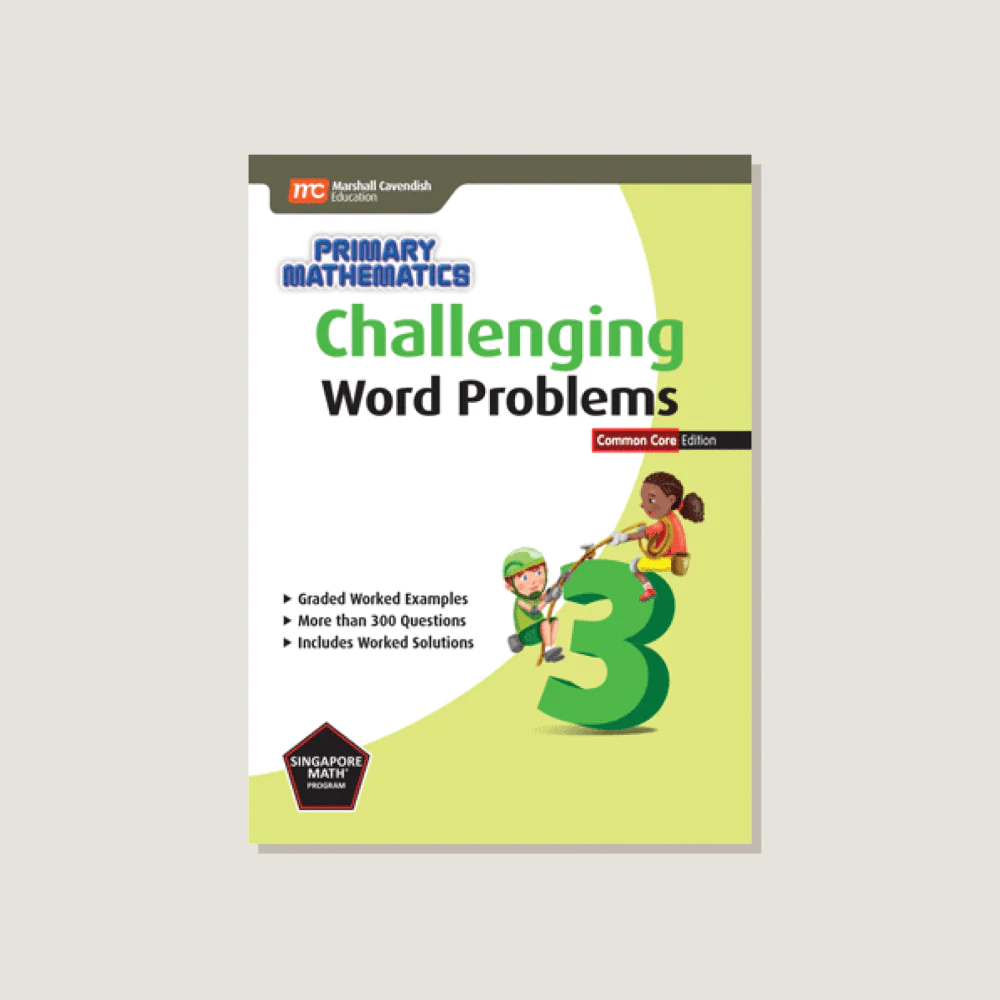 mc Marshall Cavendish
Education
PRIMARY
MATHEMATICS
Challenging
Word Problems
Common Core Edition
3
▶ Graded Worked Examples
▶ More than 300 Questions
▶ Includes Worked Solutions
SINGAPORE
MATH®
PROGRAM